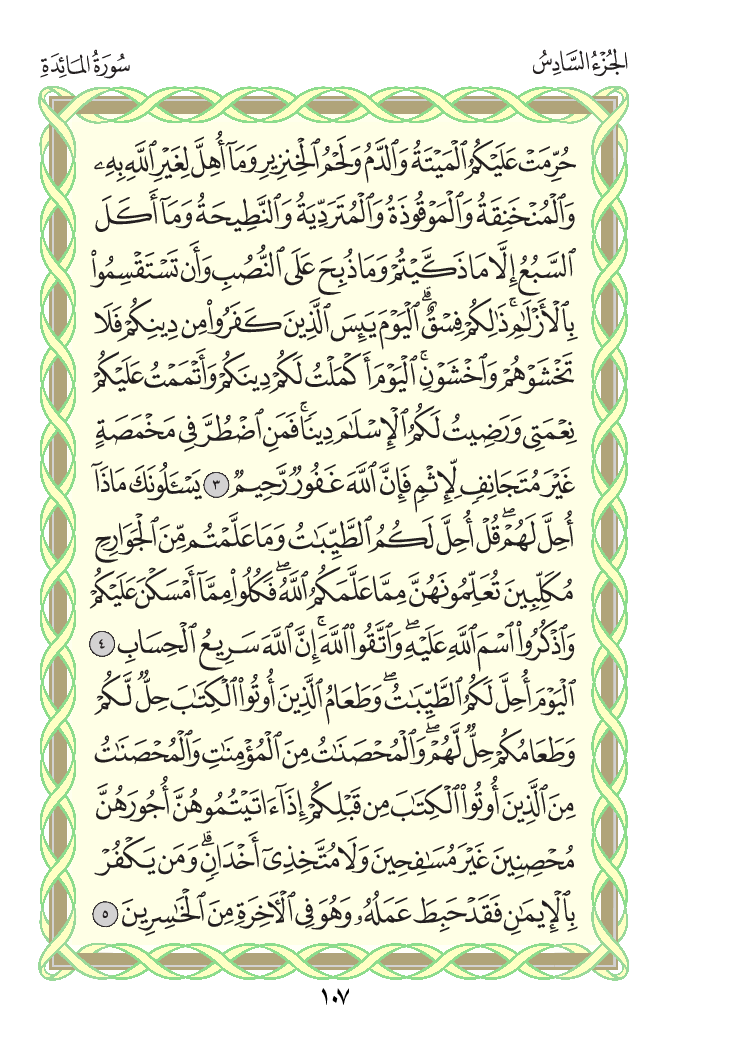 الجُزْءُ السَّادِسُ
سُورَةُ المَائِدَةِ
حُرِّمَتْ عَلَيْكُمُ ٱلْمَيْتَةُ وَٱلدَّمُ وَلَحْمُ ٱلْخِنزِيرِ وَمَآ أُهِلَّ لِغَيْرِ ٱللَّهِ بِهِۦ
وَٱلْمُنْخَنِقَةُ وَٱلْمَوْقُوذَةُ وَٱلْمُتَرَدِّيَةُ وَٱلنَّطِيحَةُ وَمَآ أَكَلَ
ٱلسَّبُعُ إِلَّا مَا ذَكَّيْتُمْ وَمَا ذُبِحَ عَلَى ٱلنُّصُبِ وَأَن تَسْتَقْسِمُوا۟
بِٱلْأَزْلَٰمِۚ ذَٰلِكُمْ فِسْقٌۗ ٱلْيَوْمَ يَئِسَ ٱلَّذِينَ كَفَرُوا۟ مِن دِينِكُمْ فَلَا
تَخْشَوْهُمْ وَٱخْشَوْنِۚ ٱلْيَوْمَ أَكْمَلْتُ لَكُمْ دِينَكُمْ وَأَتْمَمْتُ عَلَيْكُمْ
نِعْمَتِى وَرَضِيتُ لَكُمُ ٱلْإِسْلَٰمَ دِينًاۚ فَمَنِ ٱضْطُرَّ فِى مَخْمَصَةٍ
غَيْرَ مُتَجَانِفٍ لِّإِثْمٍ فَإِنَّ ٱللَّهَ غَفُورٌ رَّحِيمٌ ٣ يَسْـَٔلُونَكَ مَاذَآ
أُحِلَّ لَهُمْۖ قُلْ أُحِلَّ لَكُمُ ٱلطَّيِّبَٰتُ وَمَا عَلَّمْتُم مِّنَ ٱلْجَوَارِحِ
مُكَلِّبِينَ تُعَلِّمُونَهُنَّ مِمَّا عَلَّمَكُمُ ٱللَّهُۖ فَكُلُوا۟ مِمَّآ أَمْسَكْنَ عَلَيْكُمْ
وَٱذْكُرُوا۟ ٱسْمَ ٱللَّهِ عَلَيْهِۖ وَٱتَّقُوا۟ ٱللَّهَۚ إِنَّ ٱللَّهَ سَرِيعُ ٱلْحِسَابِ ٤
ٱلْيَوْمَ أُحِلَّ لَكُمُ ٱلطَّيِّبَٰتُۖ وَطَعَامُ ٱلَّذِينَ أُوتُوا۟ ٱلْكِتَٰبَ حِلٌّ لَّكُمْ
وَطَعَامُكُمْ حِلٌّ لَّهُمْۖ وَٱلْمُحْصَنَٰتُ مِنَ ٱلْمُؤْمِنَٰتِ وَٱلْمُحْصَنَٰتُ
مِنَ ٱلَّذِينَ أُوتُوا۟ ٱلْكِتَٰبَ مِن قَبْلِكُمْ إِذَآ ءَاتَيْتُمُوهُنَّ أُجُورَهُنَّ
مُحْصِنِينَ غَيْرَ مُسَٰفِحِينَ وَلَا مُتَّخِذِىٓ أَخْدَانٍۗ وَمَن يَكْفُرْ
بِٱلْإِيمَٰنِ فَقَدْ حَبِطَ عَمَلُهُۥ وَهُوَ فِى ٱلْءَاخِرَةِ مِنَ ٱلْخَٰسِرِينَ ٥
١٠٧